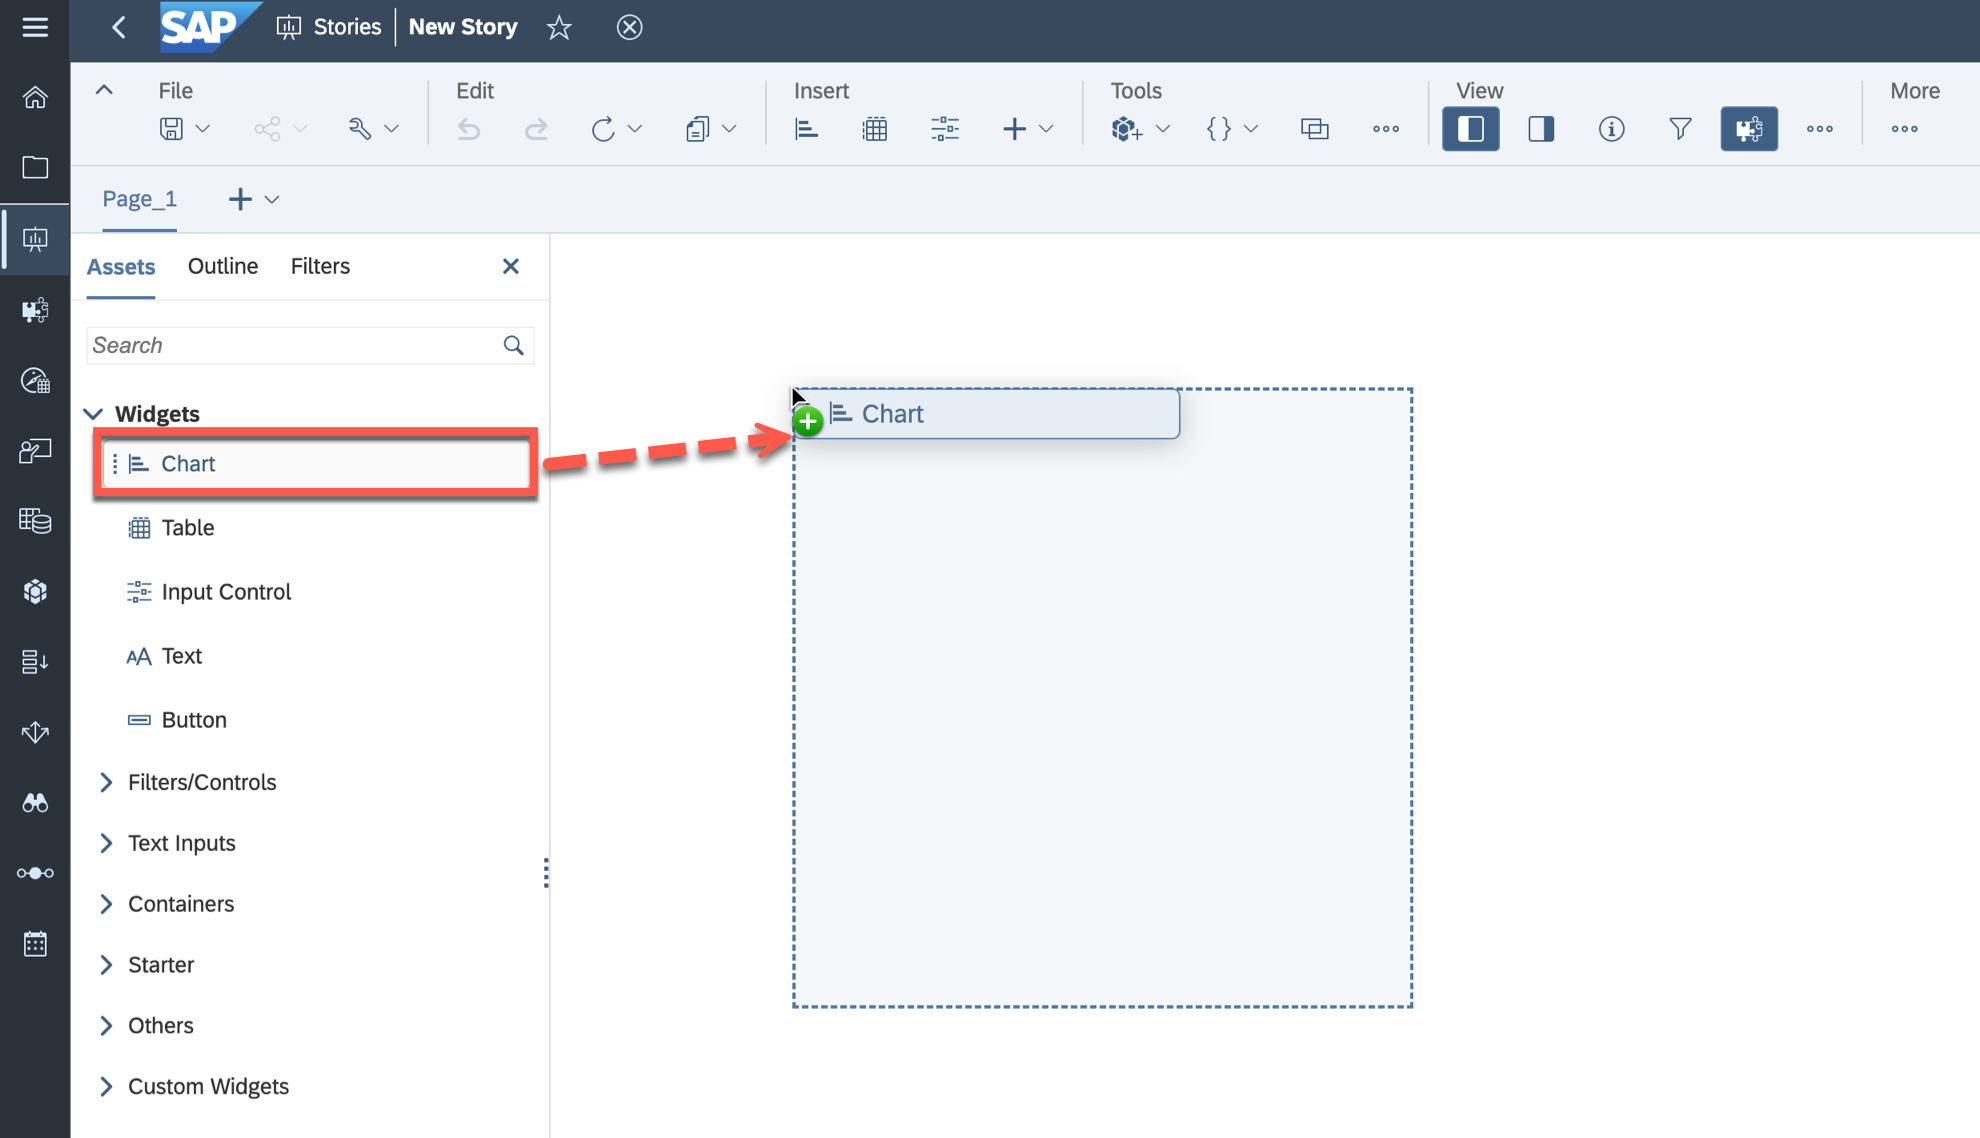 SAP Stories New Story
File Edit Insert Tools View More
Page_1
Assets Outline Filters
Search
Widgets
Chart
Chart
Table
Input Control
AA Text
Button
Filters/Controls
Text Inputs
Containers
Starter
Others
Custom Widgets